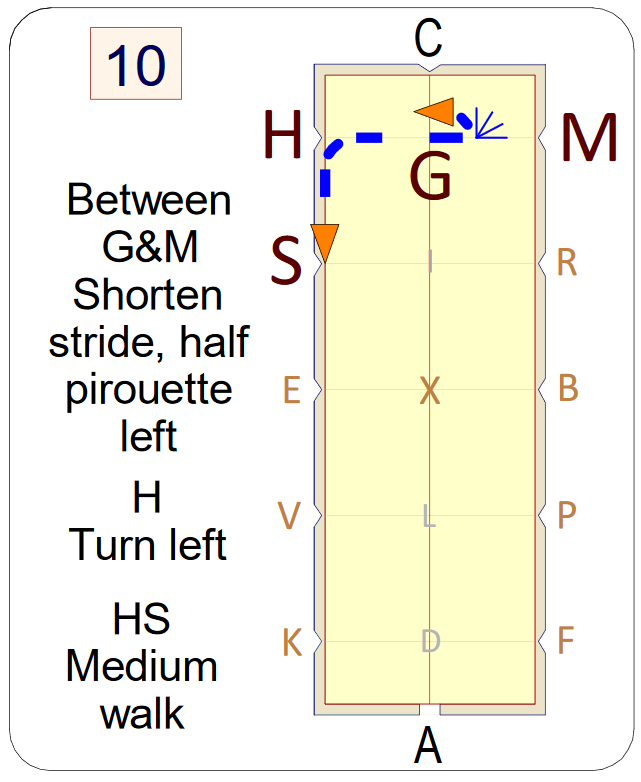 10
C
H
M
G
Between
G&M
Shorten
stride, half
pirouette
left
S
I
R
E
X
B
H
Turn left
V
L
P
HS
Medium
walk
K
D
F
A